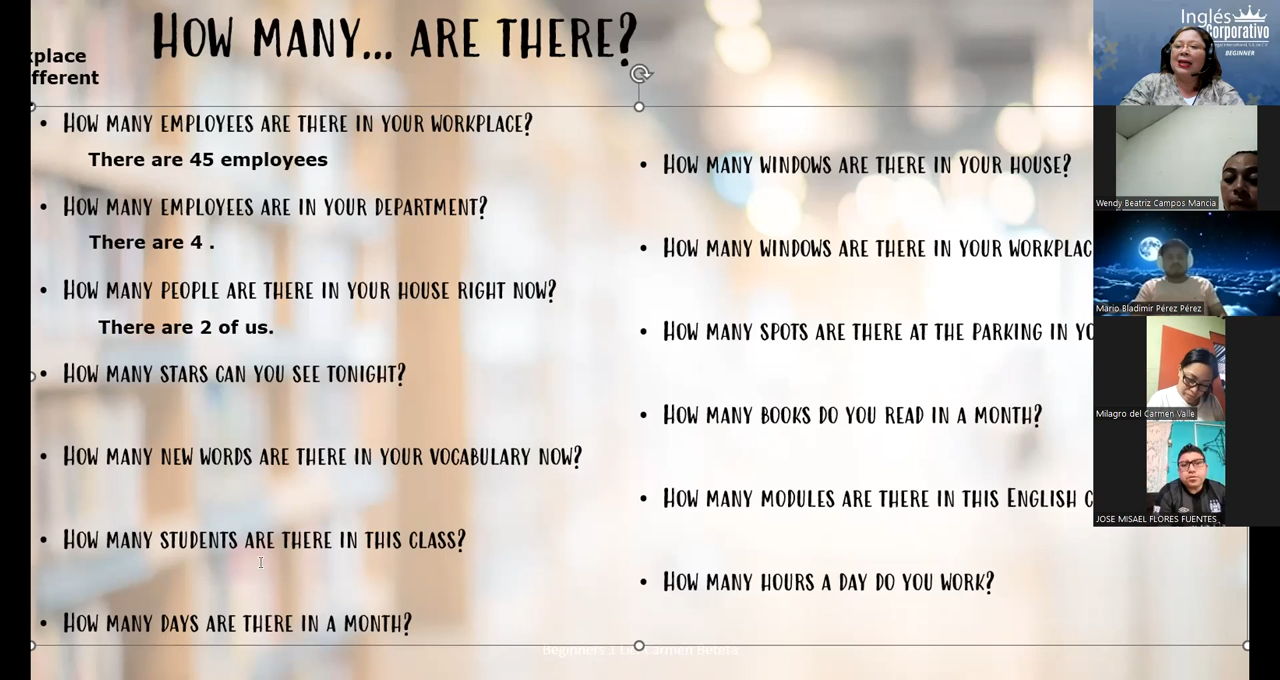 HOW MANY... ARE THERE?
xplace
fferent
• HOW MANY EMPLOYEES ARE THERE IN YOUR WORKPLACE?
There are 45 employees
• HOW MANY EMPLOYEES ARE IN YOUR DEPARTMENT?
There are 4 .
• HOW MANY PEOPLE ARE THERE IN YOUR HOUSE RIGHT NOW?
There are 2 of us.
• HOW MANY STARS CAN YOU SEE TONIGHT?
• HOW MANY NEW WORDS ARE THERE IN YOUR VOCABULARY NOW?
• HOW MANY STUDENTS ARE THERE IN THIS CLASS?
• HOW MANY DAYS ARE THERE IN A MONTH?
• HOW MANY WINDOWS ARE THERE IN YOUR HOUSE?
• HOW MANY WINDOWS ARE THERE IN YOUR WORKPLAC
• HOW MANY SPOTS ARE THERE AT THE PARKING IN YO
• HOW MANY BOOKS DO YOU READ IN A MONTH?
• HOW MANY MODULES ARE THERE IN THIS ENGLISH C
• HOW MANY HOURS A DAY DO YOU WORK?
Beginners 1 Carmen
Inglés
Corporativo
BEGINNER
Wendy Beatriz Campos Mancia
Mario Bladimir Pérez Pérez
Milagro del Carmen Valle
JOSE MISAEL FLORES FUENTES